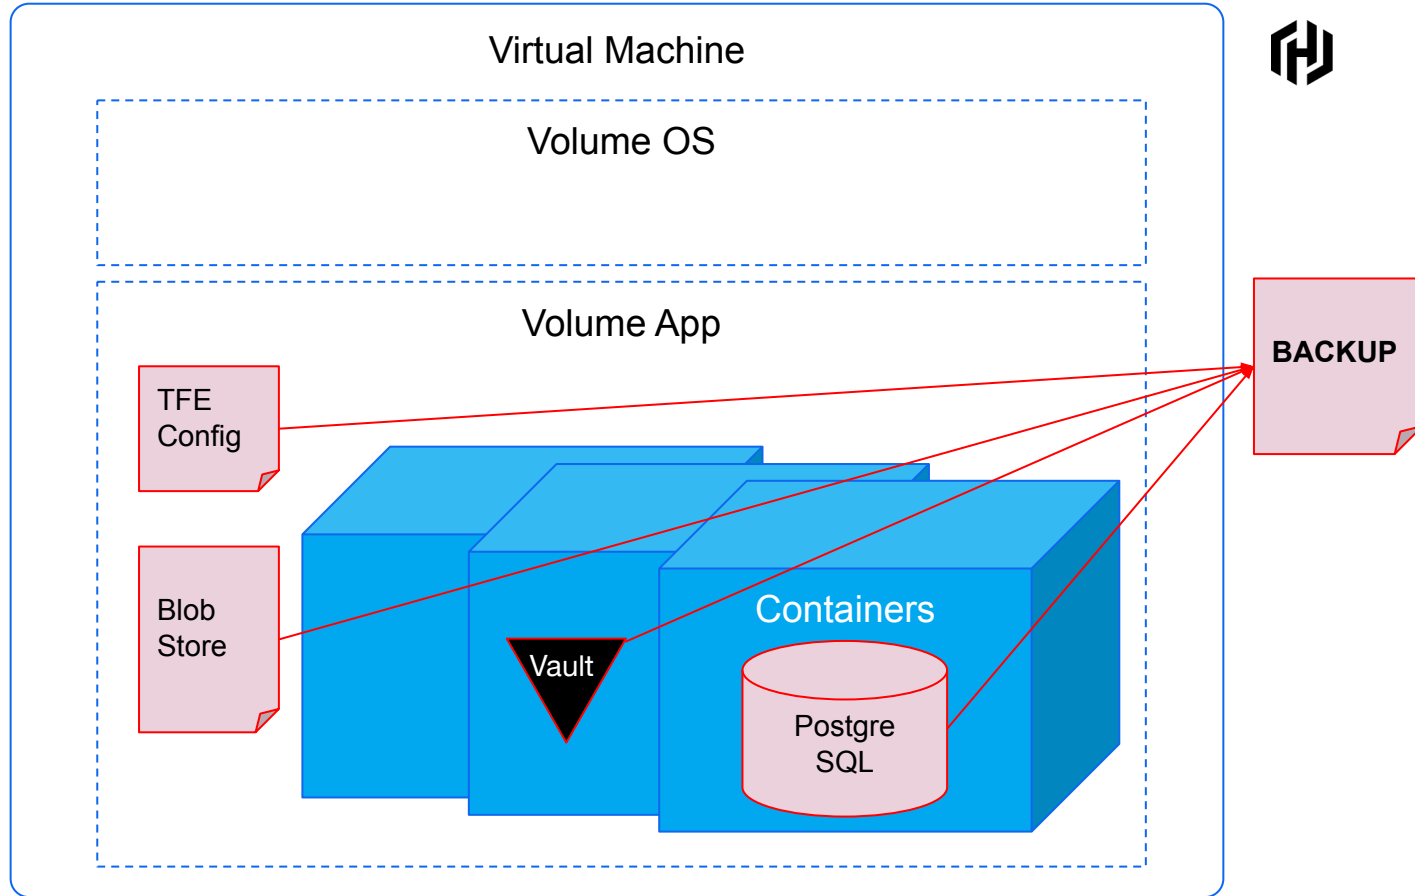 Virtual Machine
Volume OS
Volume App
BACKUP
TFE
Config
Blob
Store
Containers
Vault
Postgre
SQL